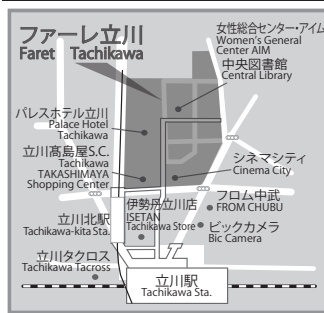 ファーレ立川
Faret Tachikawa
女性総合センター・アイム
Women's General
Center AIM
中央図書館
Central Library
パレスホテル立川
Palace Hotel
Tachikawa
立川髙島屋S.C.
Tachikawa
TAKASHIMAYA
Shopping Center
シネマシティ
Cinema City
伊勢丹立川店
ISETAN
Tachikawa Store
フロム中武
FROM CHUBU
立川北駅
Tachikawa-kita Sta.
ビックカメラ
Bic Camera
立川タクロス
Tachikawa Tacross
立川駅
Tachikawa Sta.